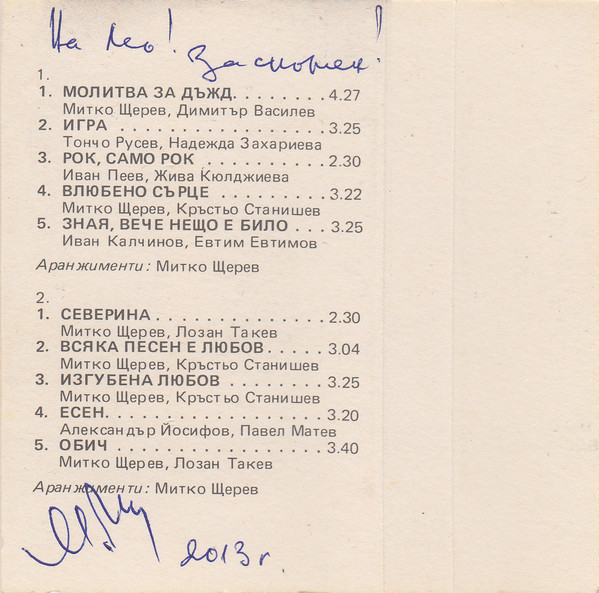 На Лео! За спомен!
1.
1. МОЛИТВА ЗА ДЪЖД. . . . . . . . 4.27
Митко Щерев, Димитър Василев
2. ИГРА . . . . . . . . . . . . . . . . . . 3.25
Тончо Русев, Надежда Захариева
3. РОК, САМО РОК . . . . . . . . . . . 2.30
Иван Пеев, Жива Кюлджиева
4. ВЛЮБЕНО СЪРЦЕ . . . . . . . . . . 3.22
Митко Щерев, Кръстьо Станишев
5. ЗНАЯ, ВЕЧЕ НЕЩО Е БИЛО . . . 3.25
Иван Калчинов, Евтим Евтимов
Аранжименти: Митко Щерев
2.
1. СЕВЕРИНА . . . . . . . . . . . . . . . 2.30
Митко Щерев, Лозан Такев
2. ВСЯКА ПЕСЕН Е ЛЮБОВ. . . . . 3.04
Митко Щерев, Кръстьо Станишев
3. ИЗГУБЕНА ЛЮБОВ . . . . . . . . 3.25
Митко Щерев, Кръстьо Станишев
4. ЕСЕН. . . . . . . . . . . . . . . . . . . 3.20
Александър Йосифов, Павел Матев
5. ОБИЧ . . . . . . . . . . . . . . . . . . 3.40
Митко Щерев, Лозан Такев
Аранжименти: Митко Щерев
2013 г.